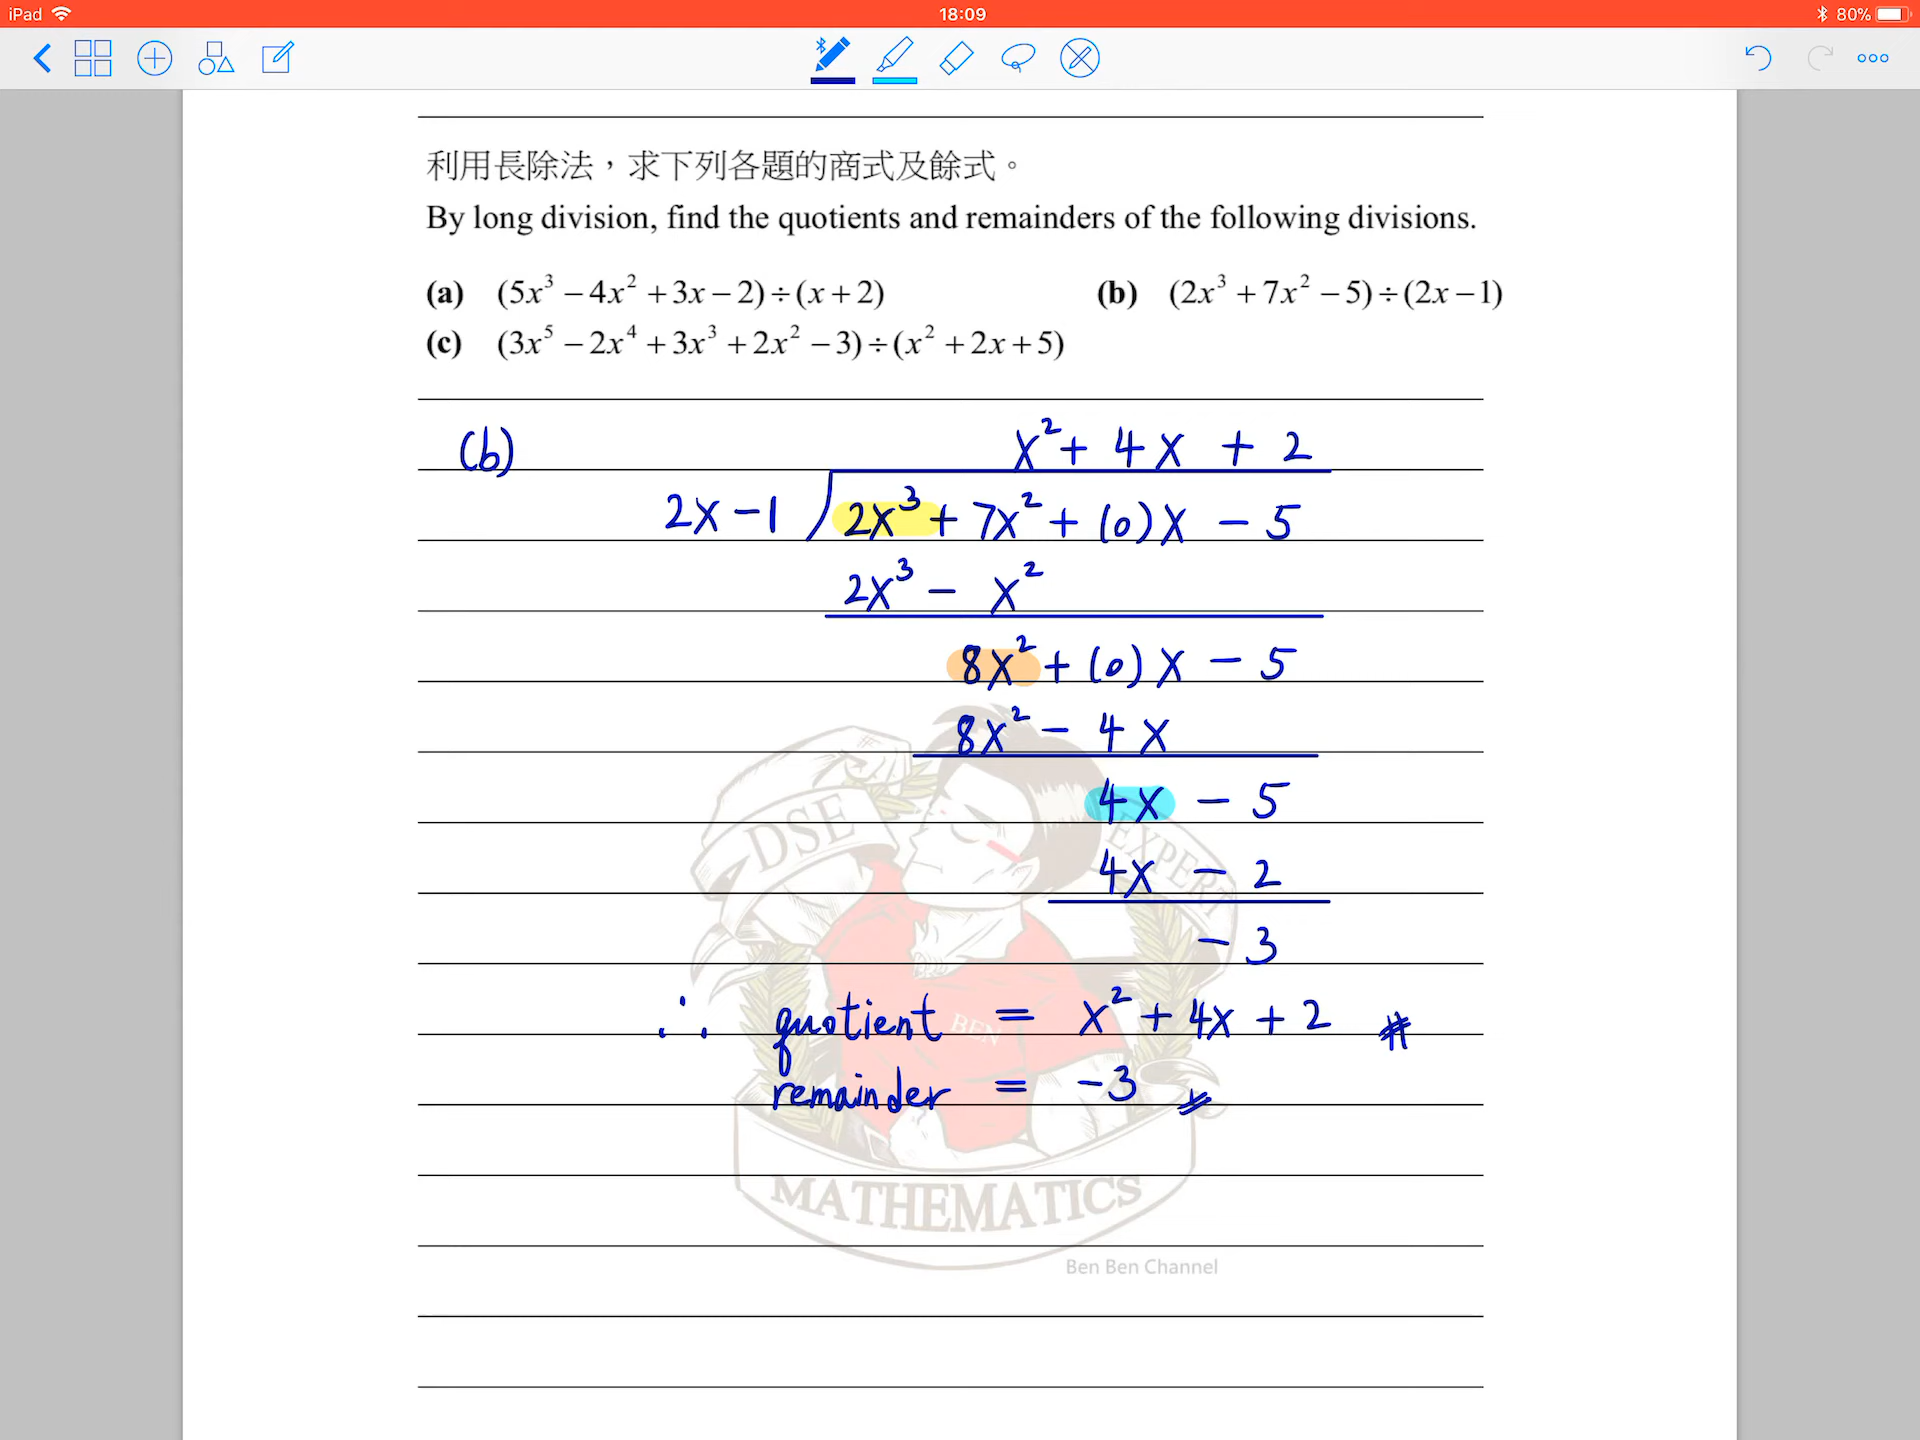 iPad 18:09 80%
利用長除法，求下列各題的商式及餘式。
By long division, find the quotients and remainders of the following divisions.
(a) (5x³ − 4x² + 3x − 2) ÷ (x + 2) (b) (2x³ + 7x² − 5) ÷ (2x − 1)
(c) (3x⁵ − 2x⁴ + 3x³ + 2x² − 3) ÷ (x² + 2x + 5)
(b) x² + 4x + 2
2x − 1 ) 2x³ + 7x² + (0)x − 5
2x³ − x²
8x² + (0)x − 5
8x² − 4x
4x − 5
4x − 2
− 3
∴ quotient = x² + 4x + 2 #
remainder = −3
DSE EXPERT
BEN
MATHEMATICS
Ben Ben Channel